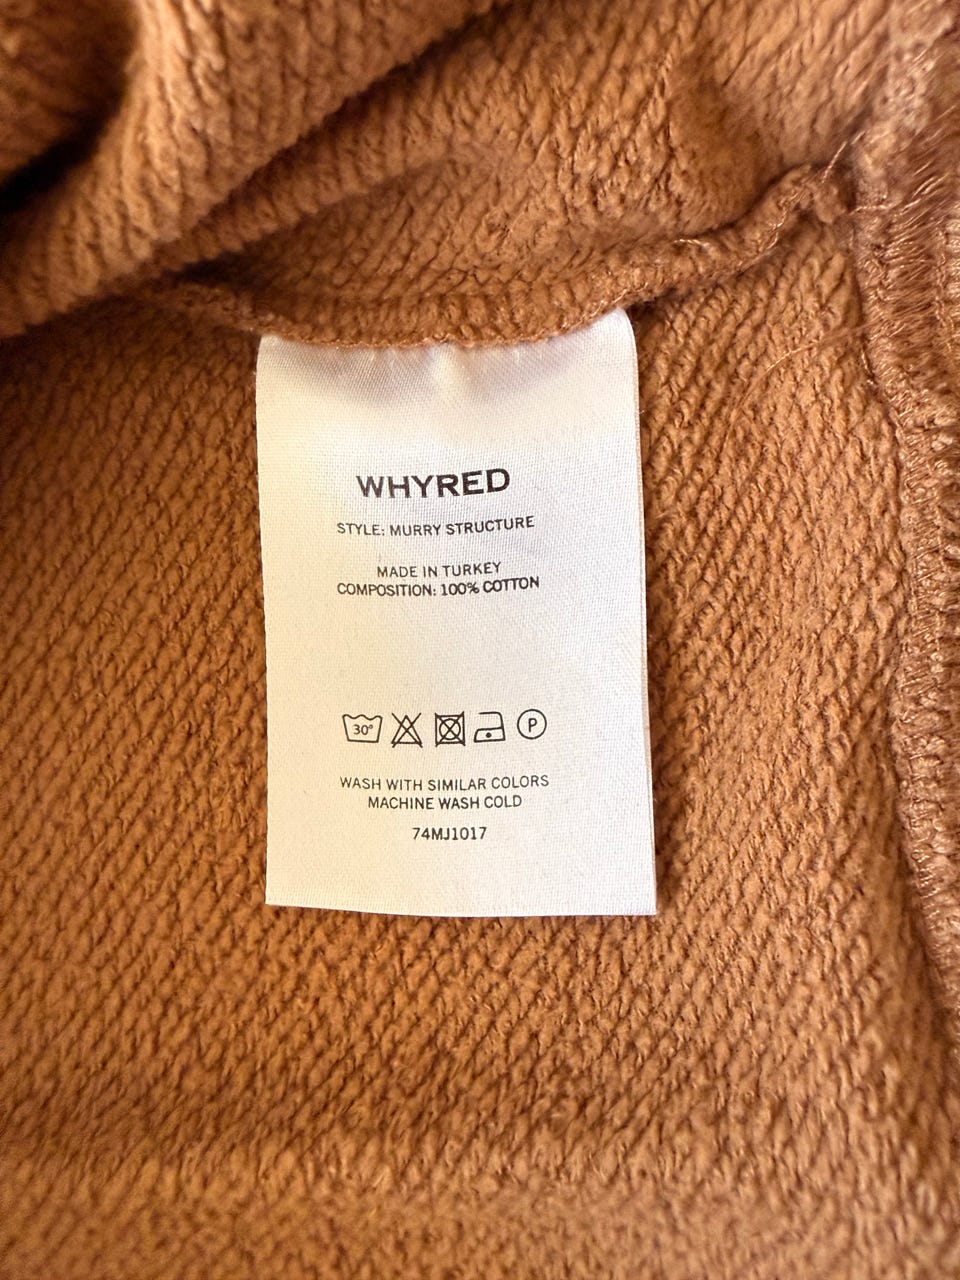 WHYRED
STYLE: MURRY STRUCTURE
MADE IN TURKEY
COMPOSITION: 100% COTTON
30° P
WASH WITH SIMILAR COLORS
MACHINE WASH COLD
74MJ1017